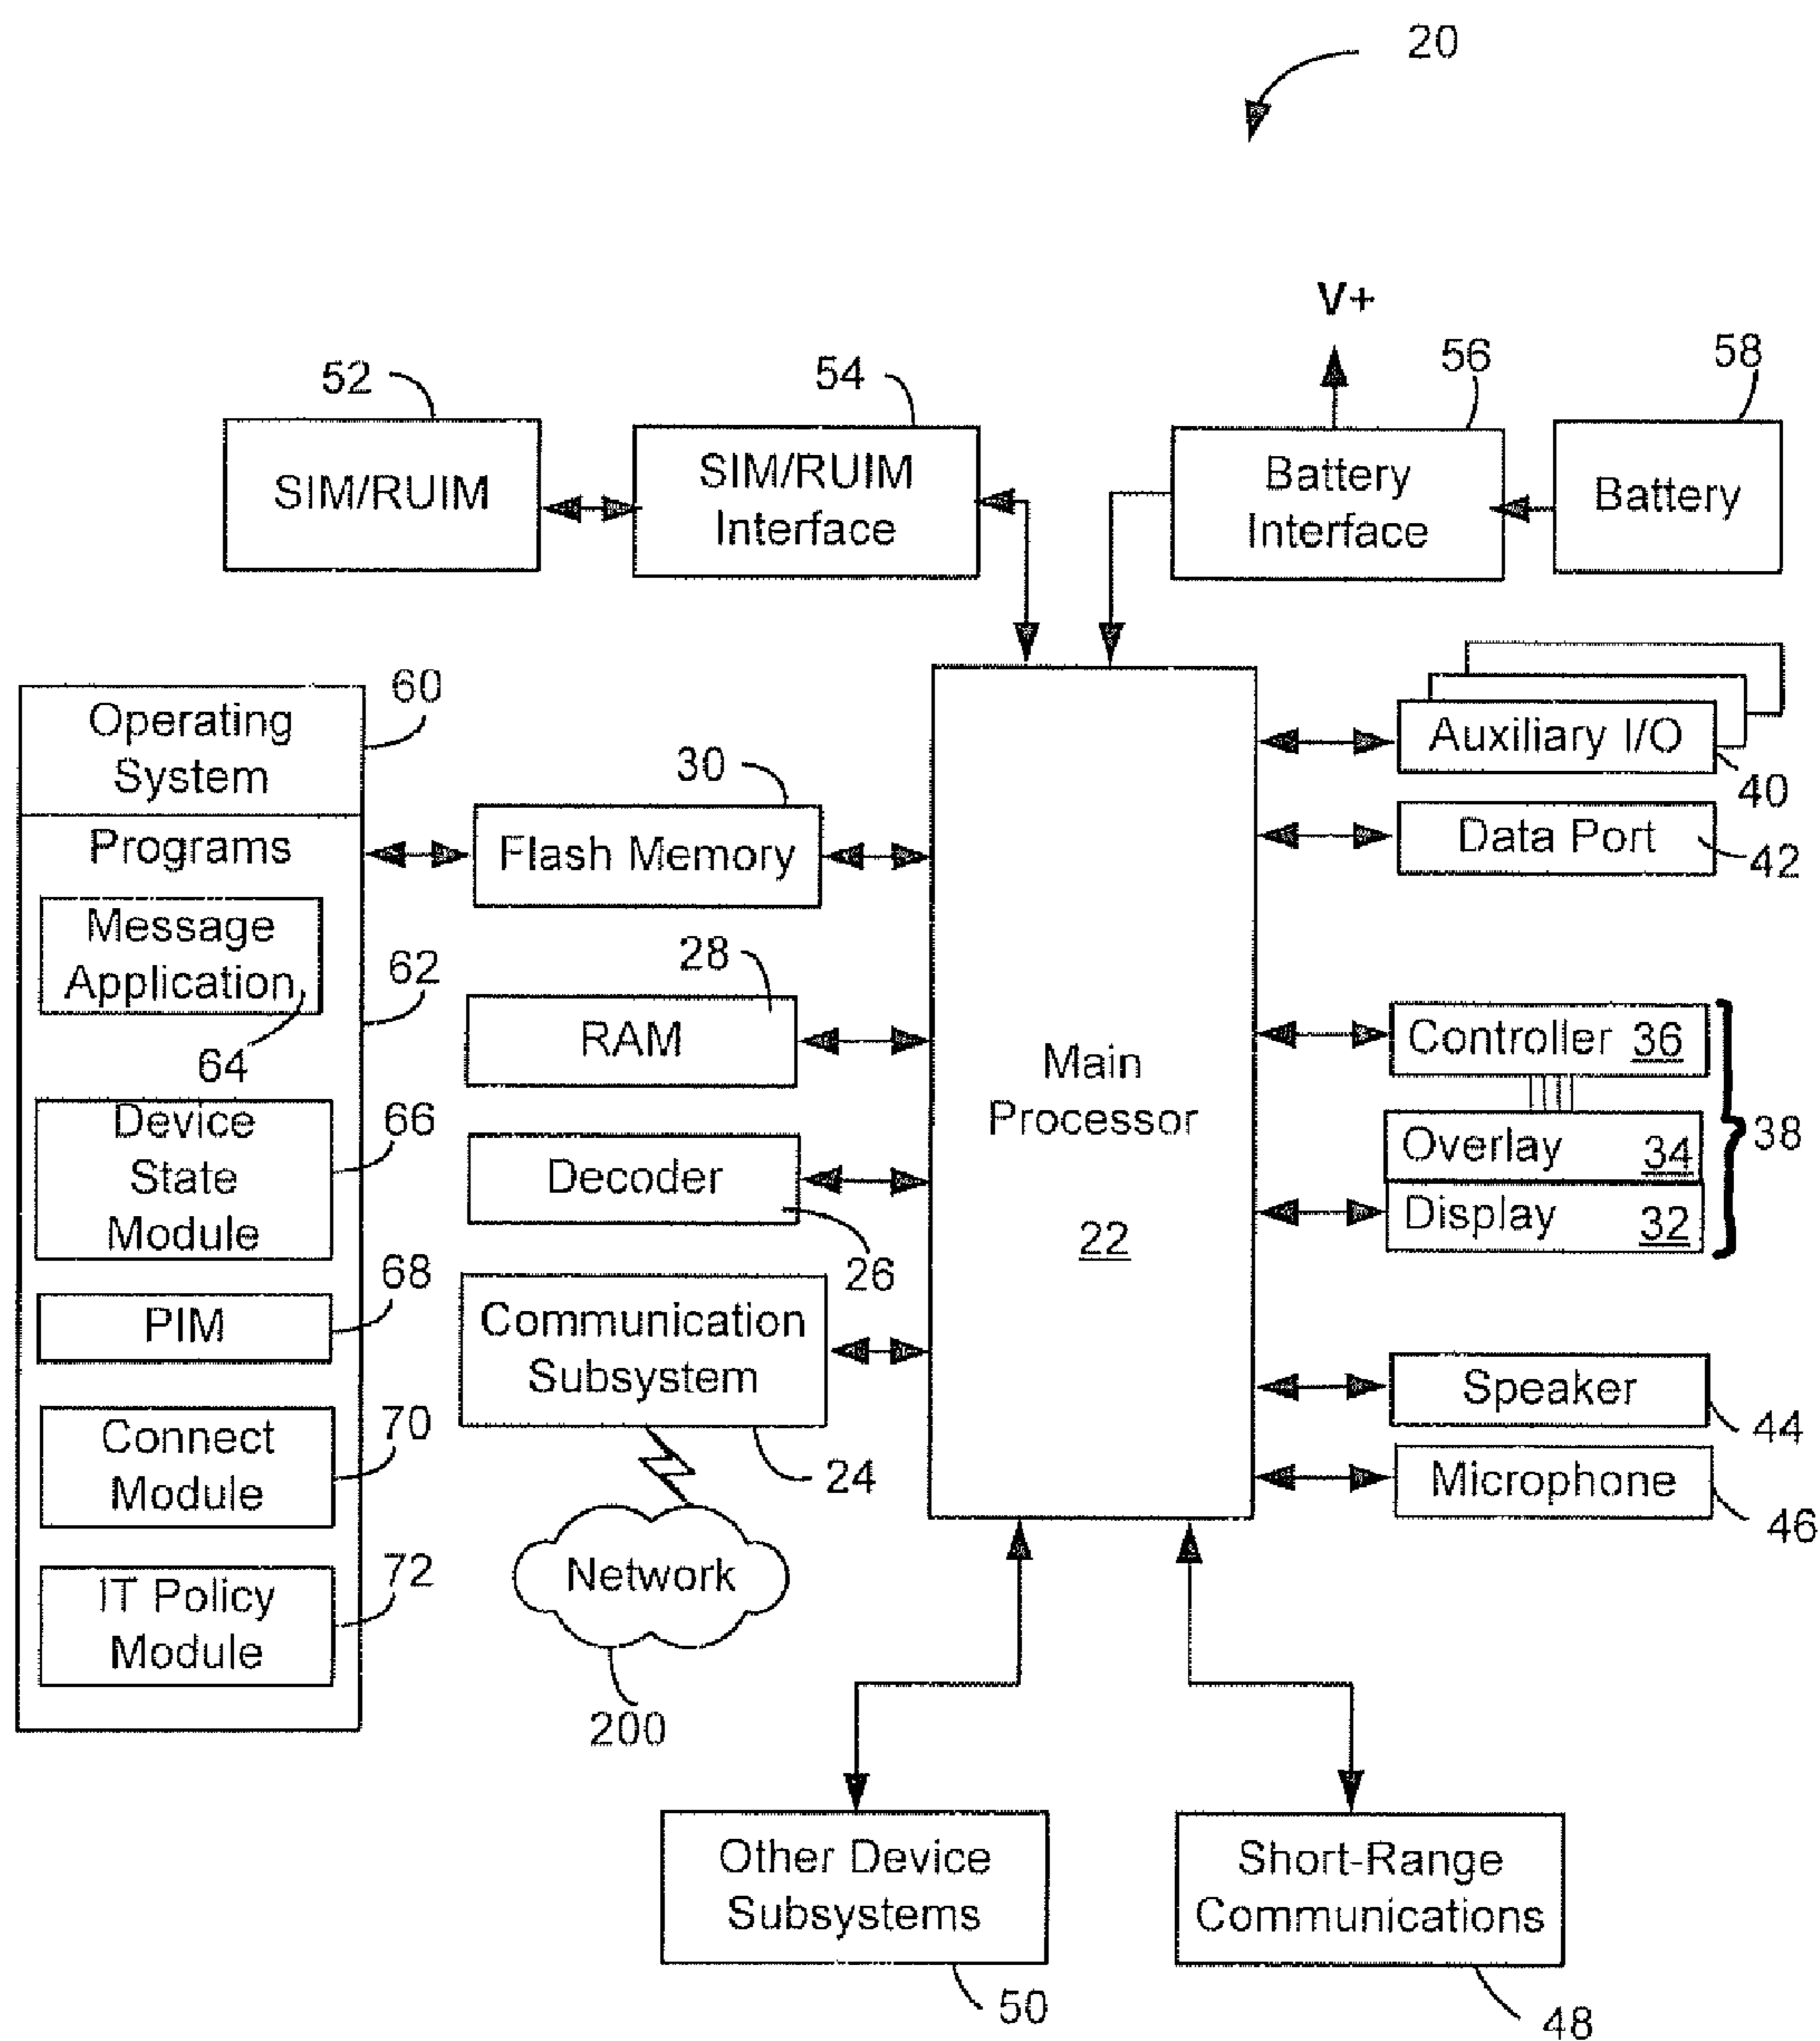 20
V+
52
54
56
58
SIM/RUIM
SIM/RUIM
Interface
Battery
Interface
Battery
60
Operating
System
Programs
Message
Application
64
62
Device
State
Module
66
PIM
68
Connect
Module
70
IT Policy
Module
72
30
Flash Memory
28
RAM
Decoder
26
Communication
Subsystem
24
Network
200
Main
Processor
22
Auxiliary I/O
40
Data Port
42
Controller 36
Overlay 34
Display 32
38
Speaker
44
Microphone
46
Other Device
Subsystems
50
Short-Range
Communications
48